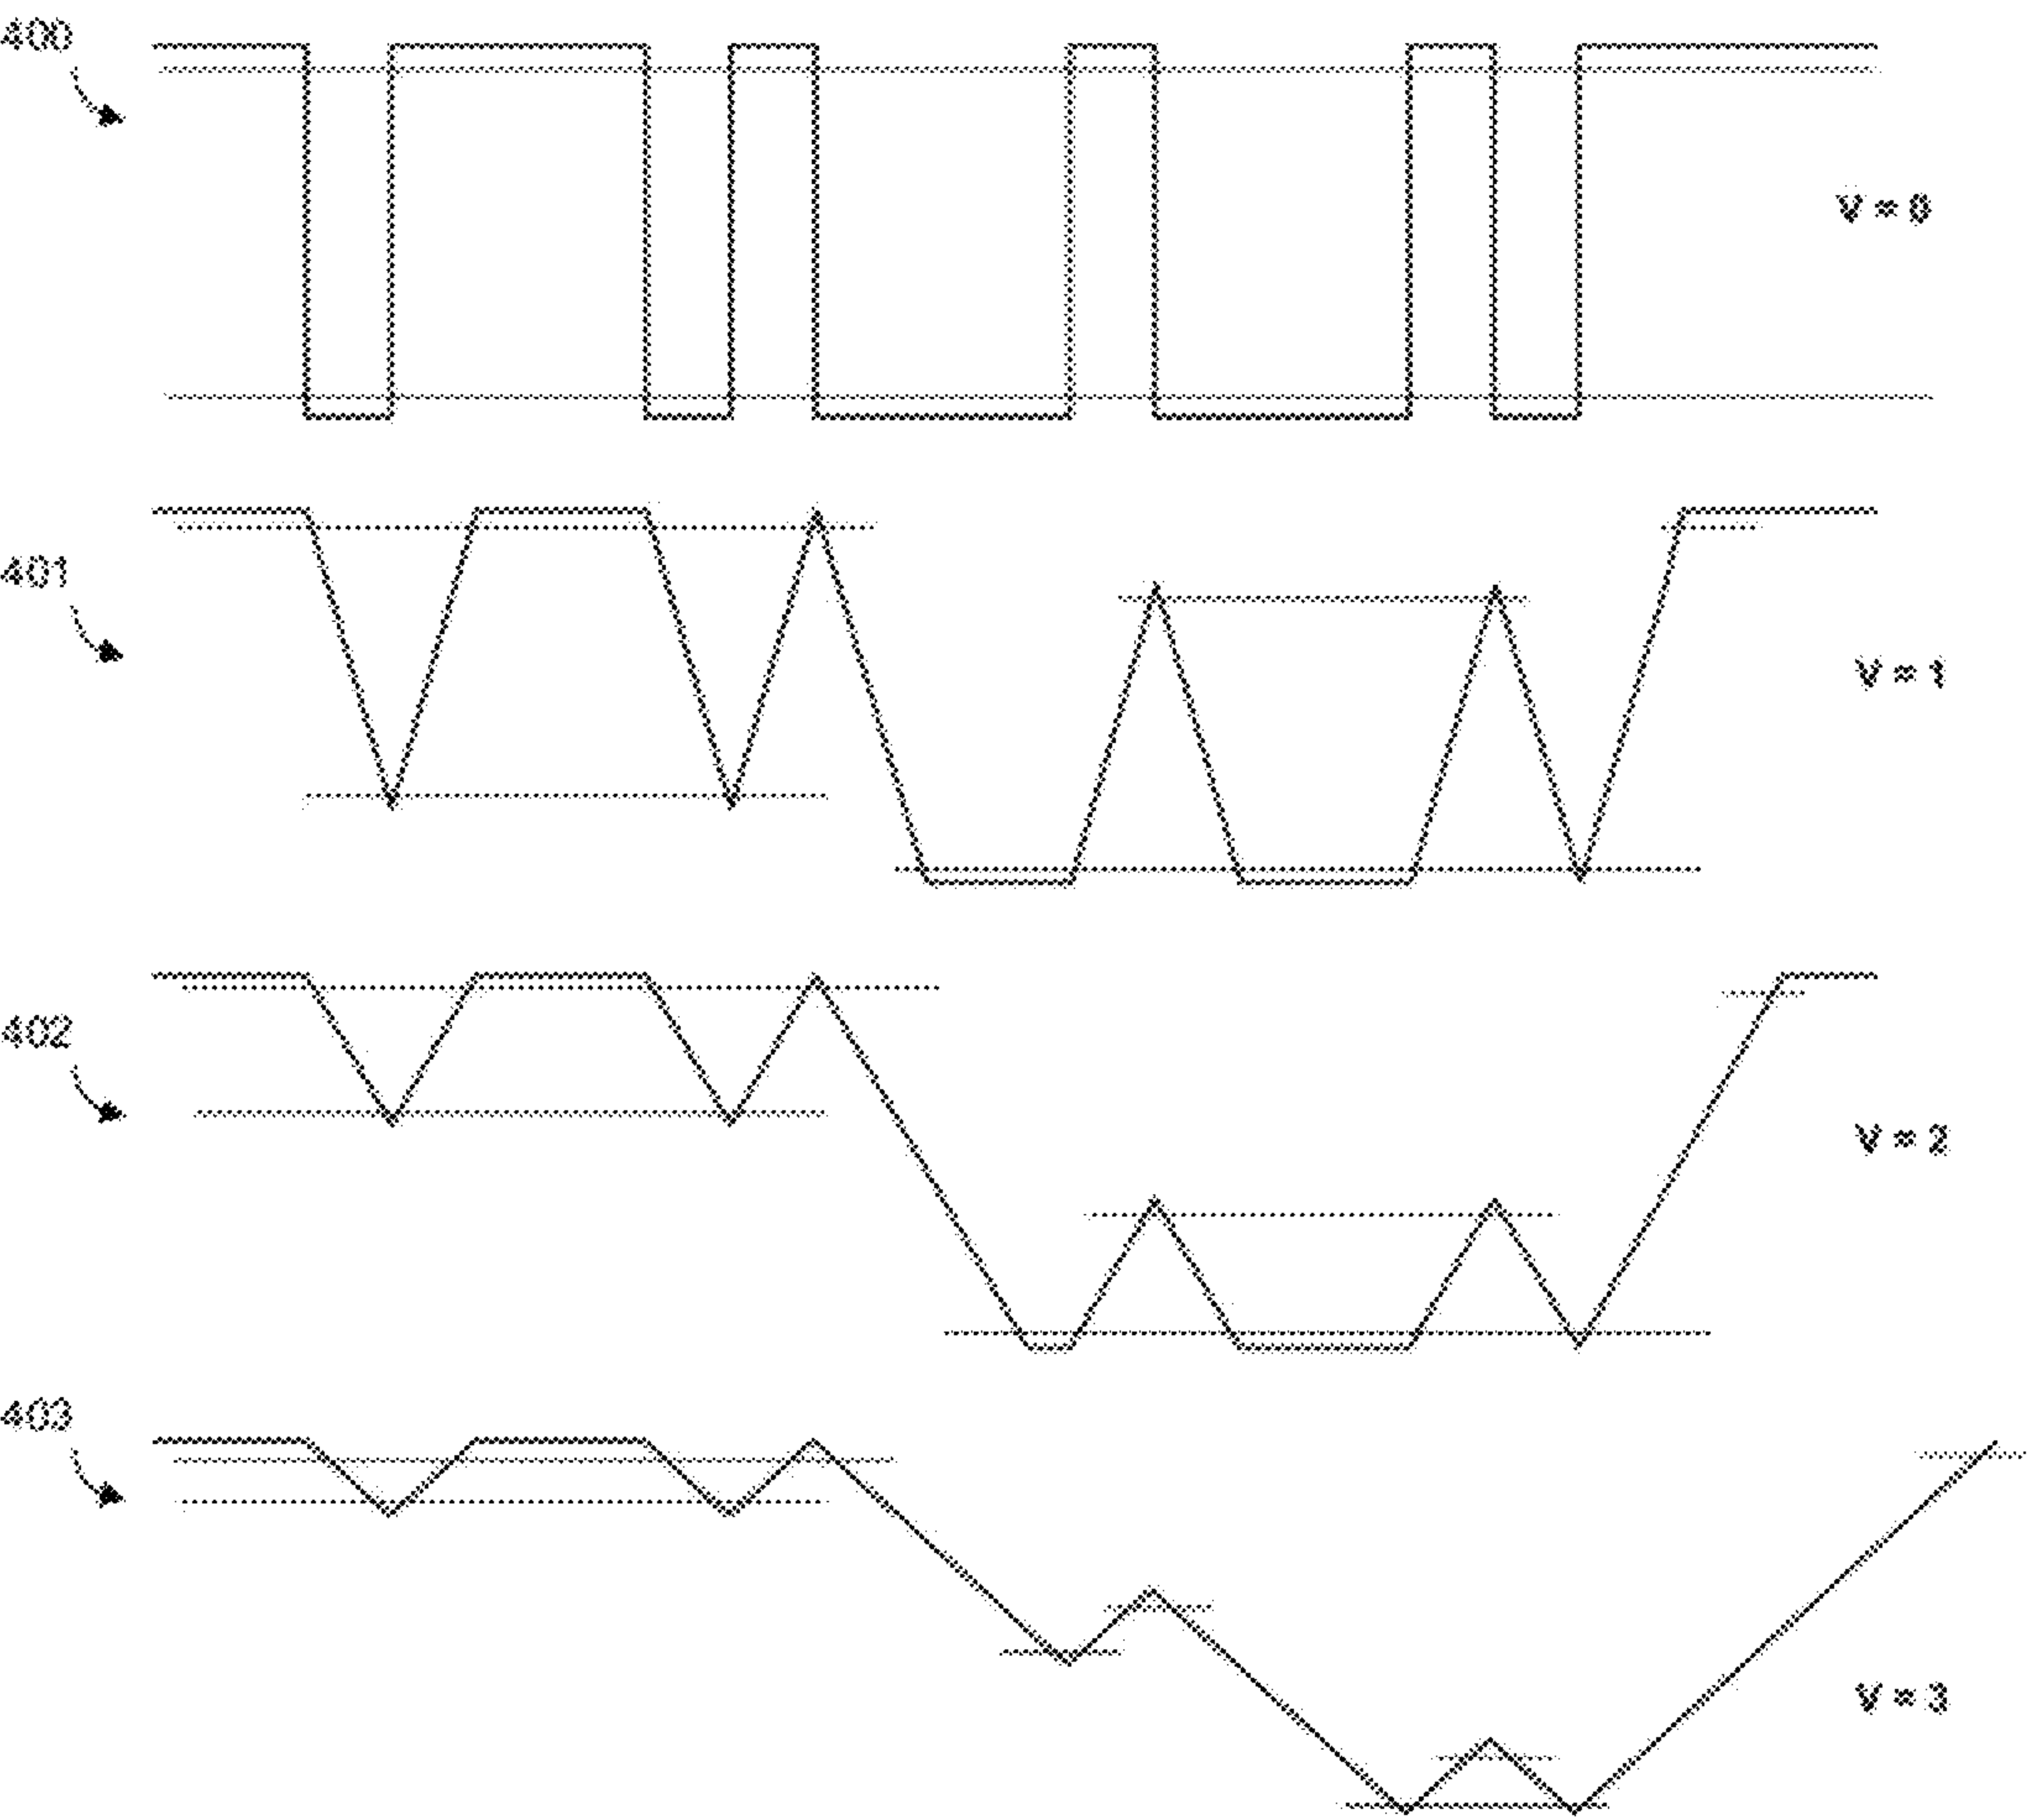 400
V = 0
401
V = 1
402
V = 2
403
V = 3